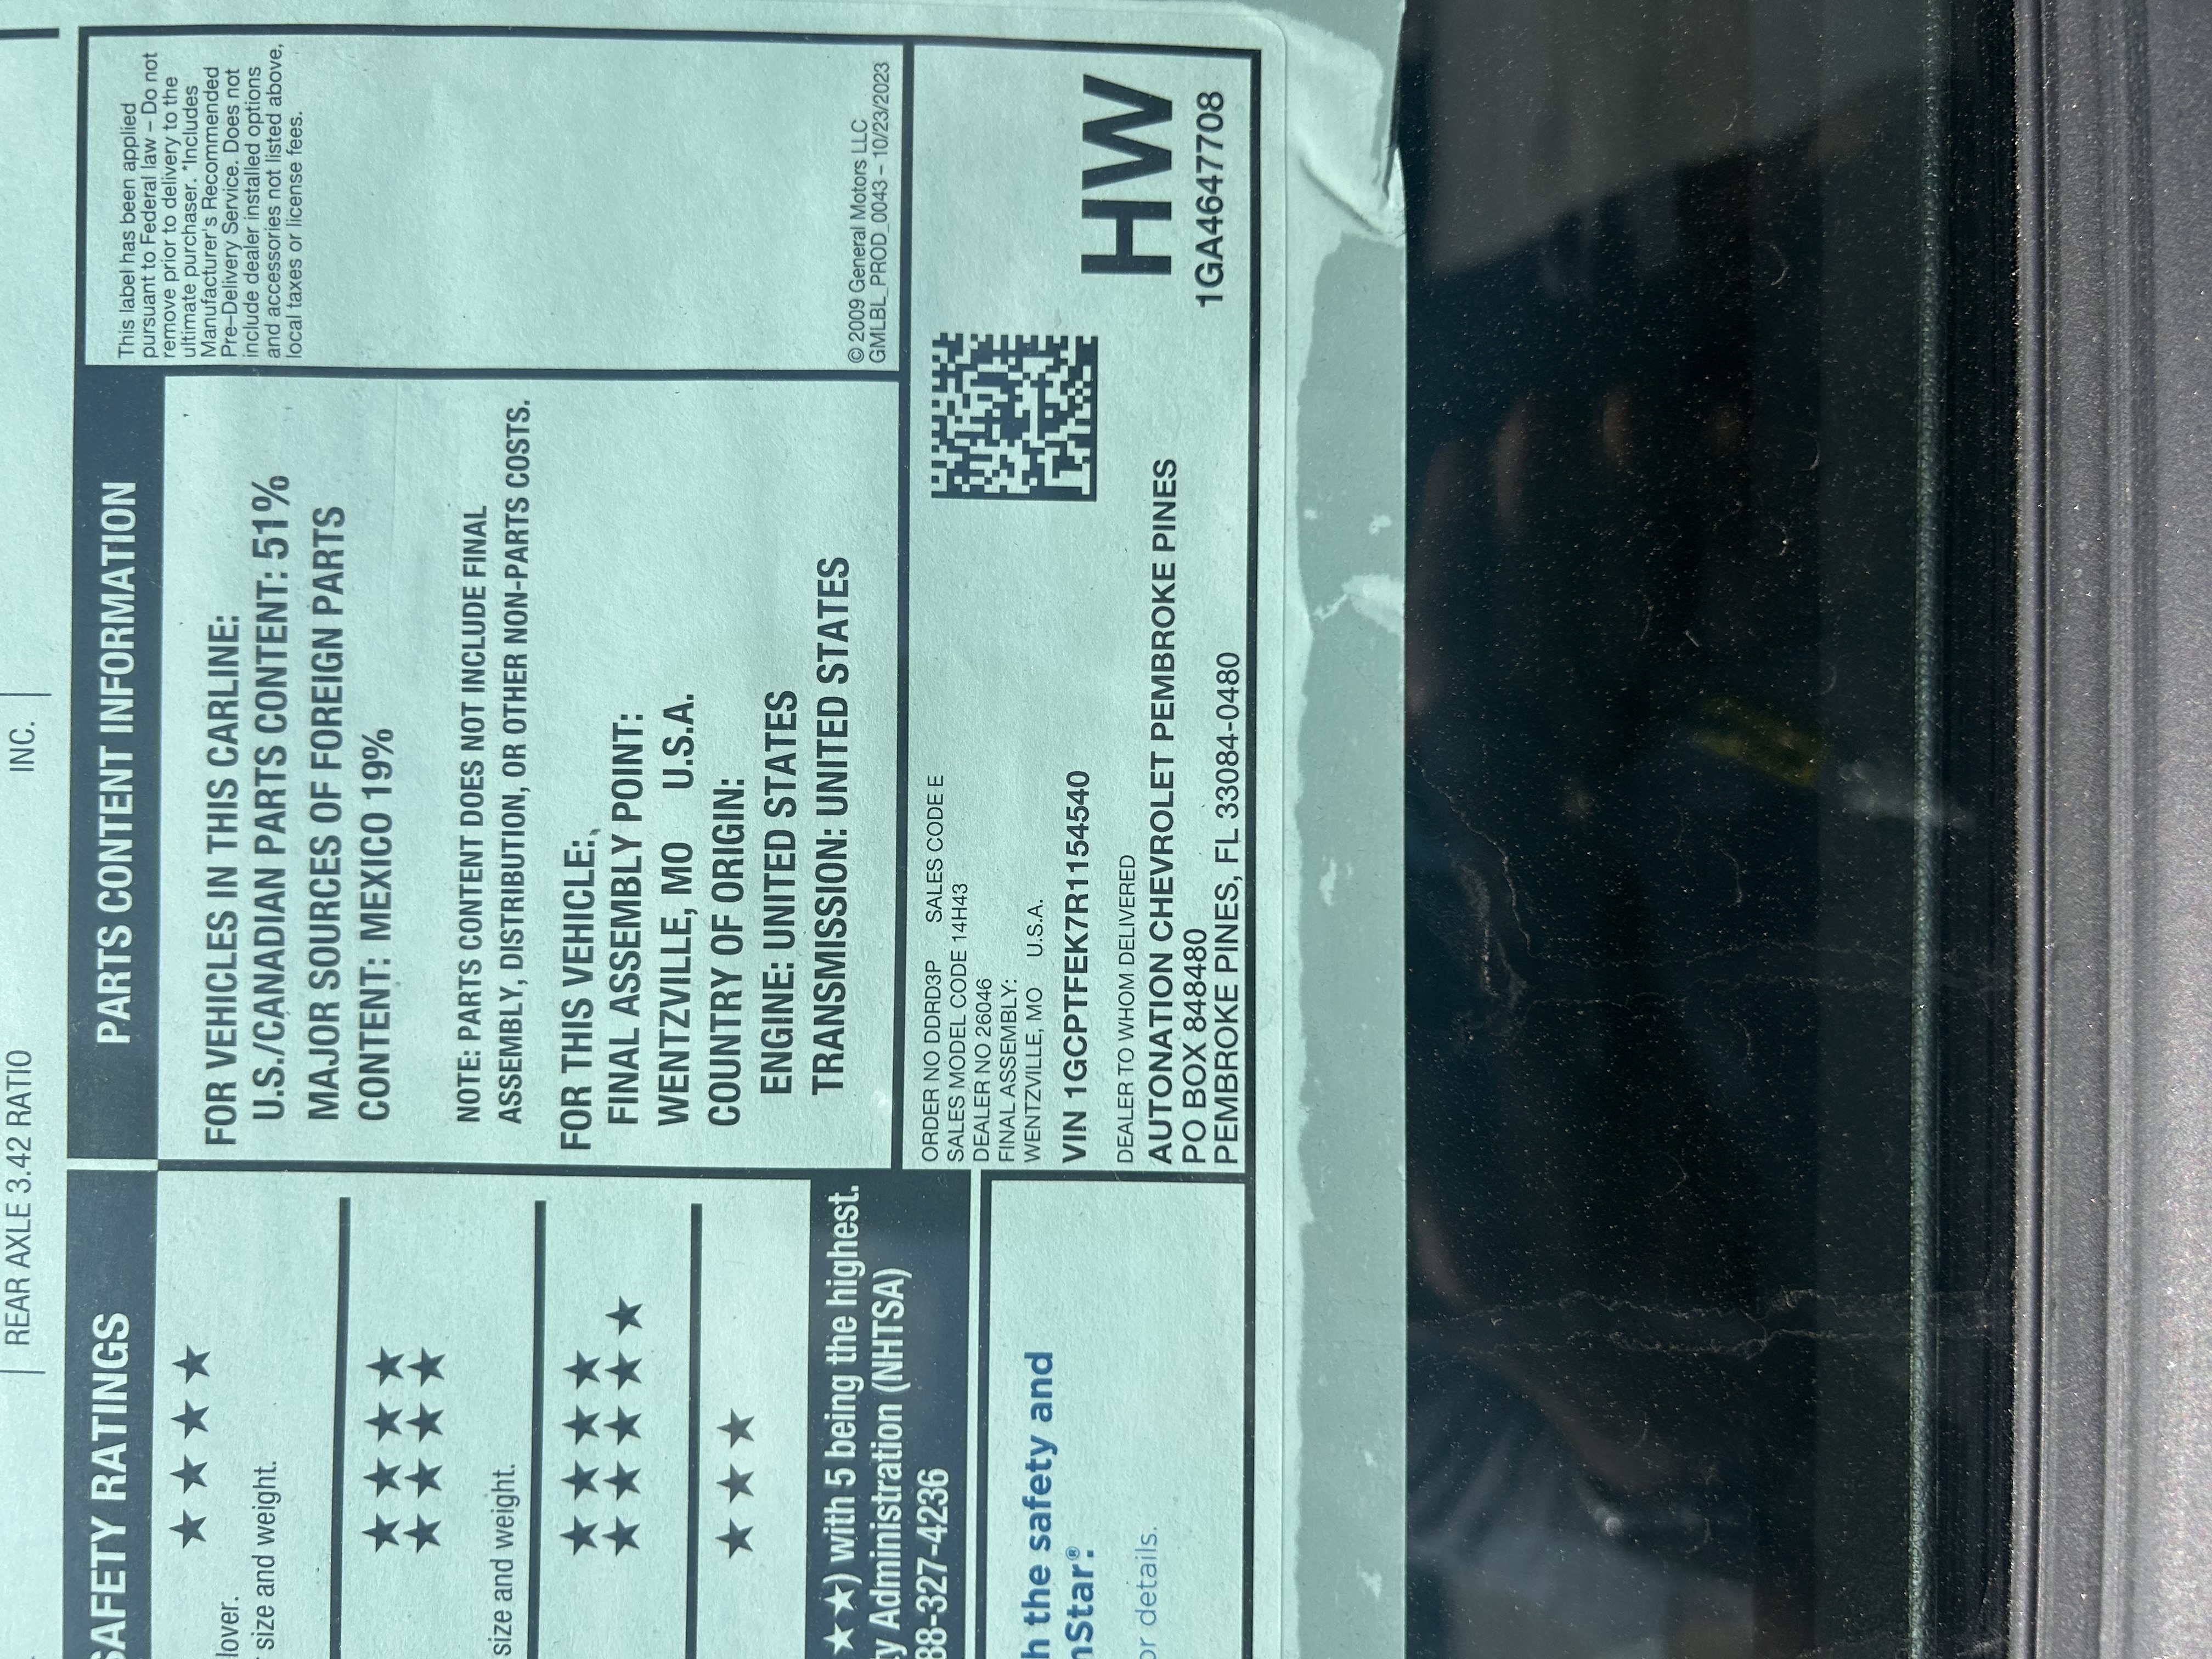 REAR AXLE 3.42 RATIO
INC.
SAFETY RATINGS
★ ★ ★ ★
size and weight.
★ ★ ★ ★
★ ★ ★ ★
size and weight.
★ ★ ★ ★
★ ★ ★ ★ ★
★ ★ ★
★★) with 5 being the highest.
Administration (NHTSA)
88-327-4236
the safety and
details.
PARTS CONTENT INFORMATION
FOR VEHICLES IN THIS CARLINE:
U.S./CANADIAN PARTS CONTENT: 51%
MAJOR SOURCES OF FOREIGN PARTS
CONTENT: MEXICO 19%
NOTE: PARTS CONTENT DOES NOT INCLUDE FINAL
ASSEMBLY, DISTRIBUTION, OR OTHER NON-PARTS COSTS.
FOR THIS VEHICLE:
FINAL ASSEMBLY POINT:
WENTZVILLE, MO U.S.A.
COUNTRY OF ORIGIN:
ENGINE: UNITED STATES
TRANSMISSION: UNITED STATES
This label has been applied
pursuant to Federal law – Do not
remove prior to delivery to the
ultimate purchaser. *Includes
Manufacturer's Recommended
Pre–Delivery Service. Does not
include dealer installed options
and accessories not listed above,
local taxes or license fees.
© 2009 General Motors LLC
GMLBL_PROD_0043 – 10/23/2023
ORDER NO DDRD3P SALES CODE E
SALES MODEL CODE 14H43
DEALER NO 26046
FINAL ASSEMBLY:
WENTZVILLE, MO U.S.A.
VIN 1GCPTFEK7R1154540
DEALER TO WHOM DELIVERED
AUTONATION CHEVROLET PEMBROKE PINES
PO BOX 848480
PEMBROKE PINES, FL 33084-0480
HW
1GA4647708